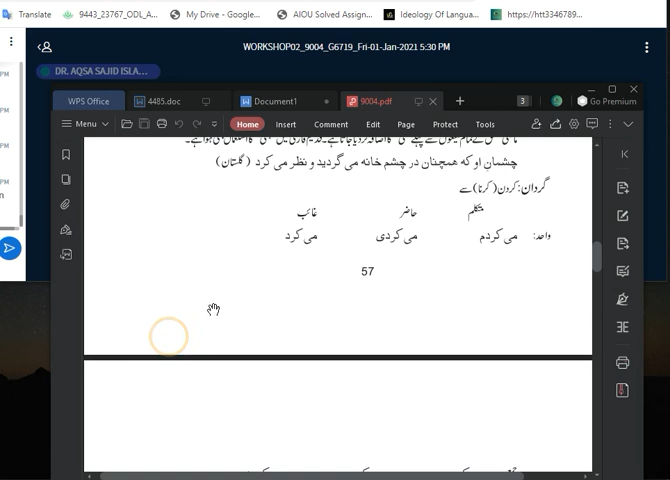 Translate
9443_23767_ODL_A...
My Drive - Google...
AIOU Solved Assign...
Ideology Of Langua...
https://htt3346789...
WORKSHOP02_9004_G6719_Fri-01-Jan-2021 5:30 PM
DR. AQSA SAJID ISLA...
WPS Office
4485.doc
Document1
9004.pdf
3
Go Premium
Menu
Home
Insert
Comment
Edit
Page
Protect
Tools
چشمانِ او که همچنان در چشم خانه می گردید و نظر می کرد (گلستان)
گردان: کردن (کرنا) سے
متکلم حاضر غائب
واحد: می کردم می کردی می کرد
57